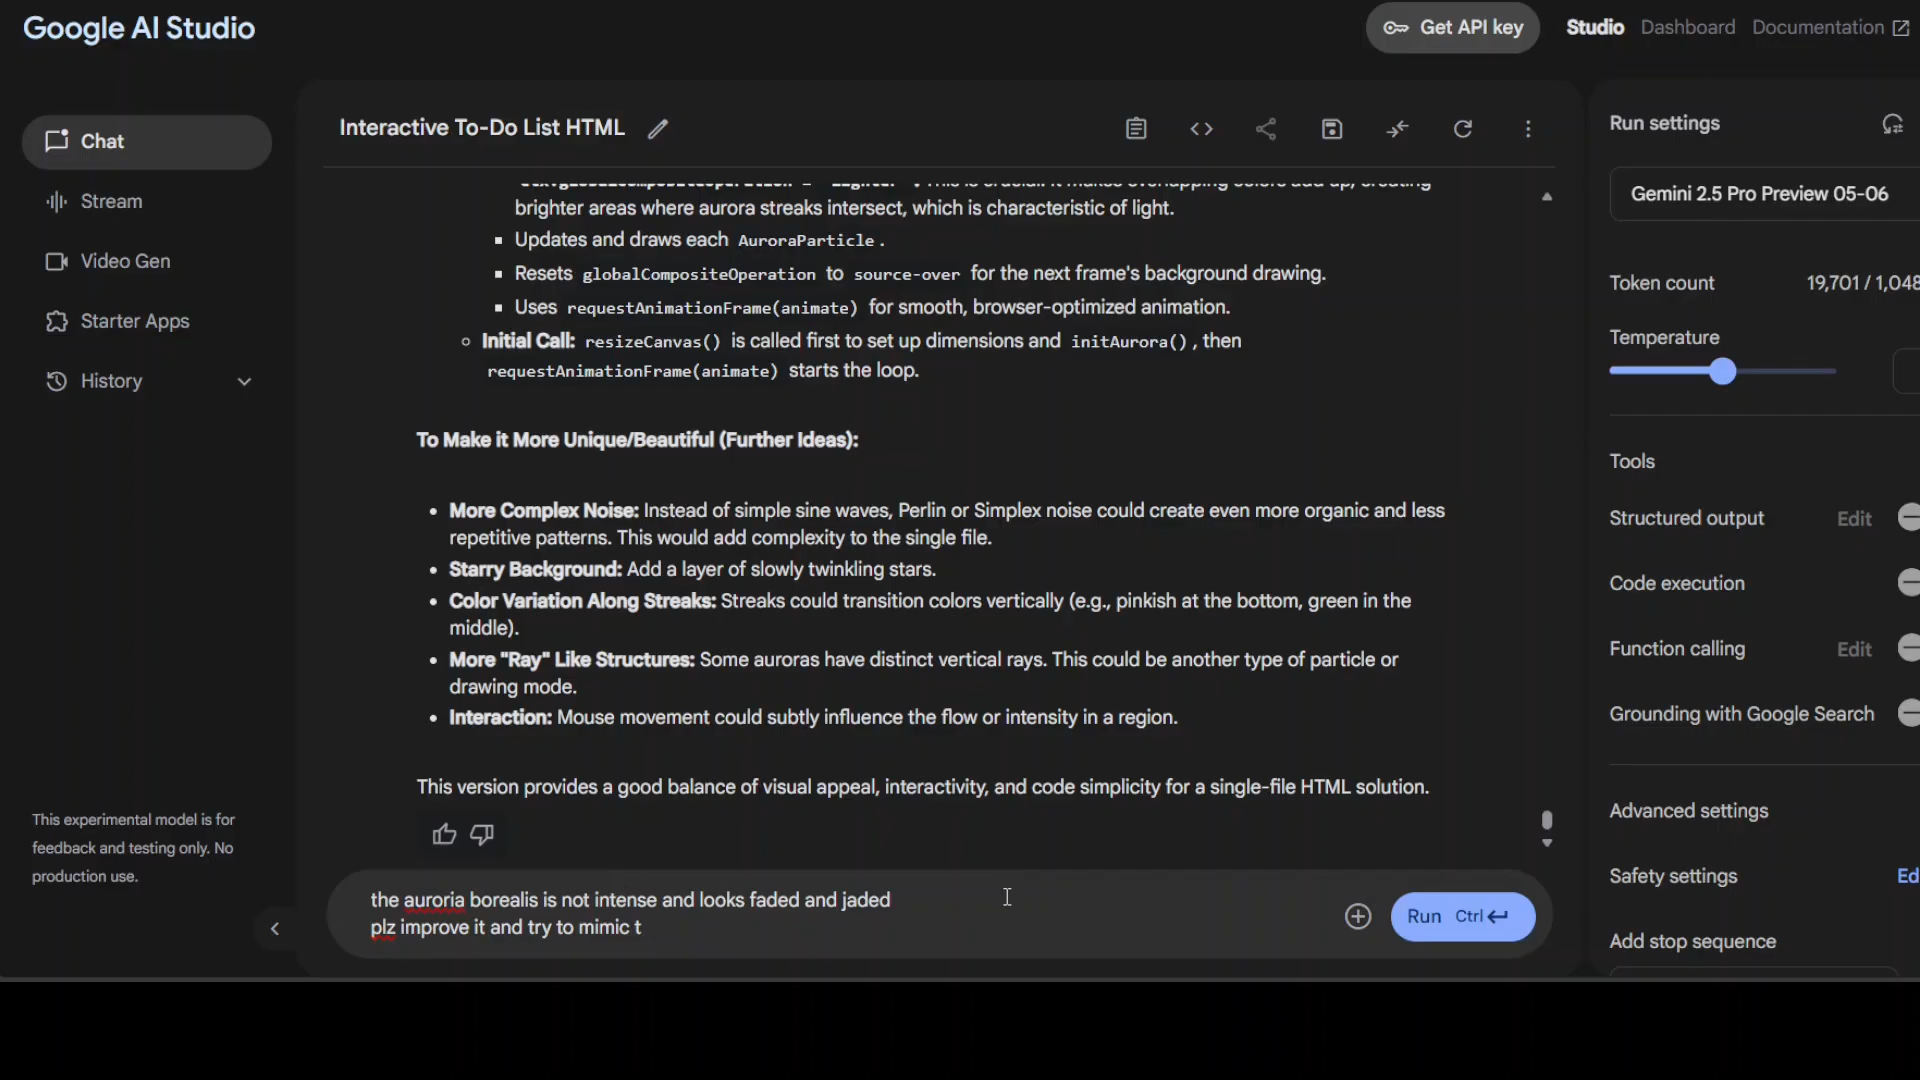 Google AI Studio
Get API key
Studio
Dashboard
Documentation
Chat
Stream
Video Gen
Starter Apps
History
This experimental model is for
feedback and testing only. No
production use.
Interactive To-Do List HTML
brighter areas where aurora streaks intersect, which is characteristic of light.
▪ Updates and draws each AuroraParticle .
▪ Resets globalCompositeOperation to source-over for the next frame's background drawing.
▪ Uses requestAnimationFrame(animate) for smooth, browser-optimized animation.
○ Initial Call: resizeCanvas() is called first to set up dimensions and initAurora() , then
requestAnimationFrame(animate) starts the loop.
To Make it More Unique/Beautiful (Further Ideas):
• More Complex Noise: Instead of simple sine waves, Perlin or Simplex noise could create even more organic and less
repetitive patterns. This would add complexity to the single file.
• Starry Background: Add a layer of slowly twinkling stars.
• Color Variation Along Streaks: Streaks could transition colors vertically (e.g., pinkish at the bottom, green in the
middle).
• More "Ray" Like Structures: Some auroras have distinct vertical rays. This could be another type of particle or
drawing mode.
• Interaction: Mouse movement could subtly influence the flow or intensity in a region.
This version provides a good balance of visual appeal, interactivity, and code simplicity for a single-file HTML solution.
the auroria borealis is not intense and looks faded and jaded
plz improve it and try to mimic t
Run Ctrl
Run settings
Gemini 2.5 Pro Preview 05-06
Token count 19,701 / 1,048
Temperature
Tools
Structured output Edit
Code execution
Function calling Edit
Grounding with Google Search
Advanced settings
Safety settings Ed
Add stop sequence